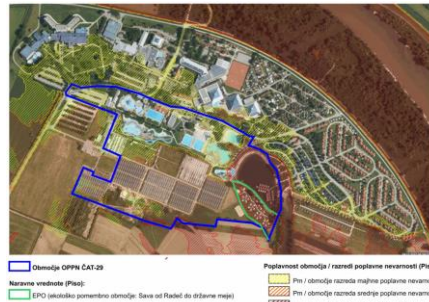 Območje OPPN ČAT-29
Naravne vrednote (Piso):
EPO (ekološko pomembno območje: Sava od Radeč do državne meje)
Poplavnost območja / razredi poplavne nevarnosti (Pis
Pm / območje razreda majhne poplavne nevarno
Pm / območje razreda srednje poplavne nevarno